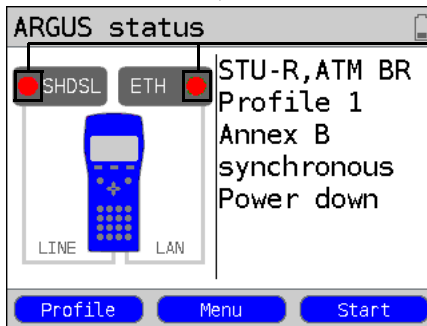 ARGUS status
SHDSL ETH
STU-R,ATM BR
Profile 1
Annex B
synchronous
Power down
LINE LAN
Profile Menu Start